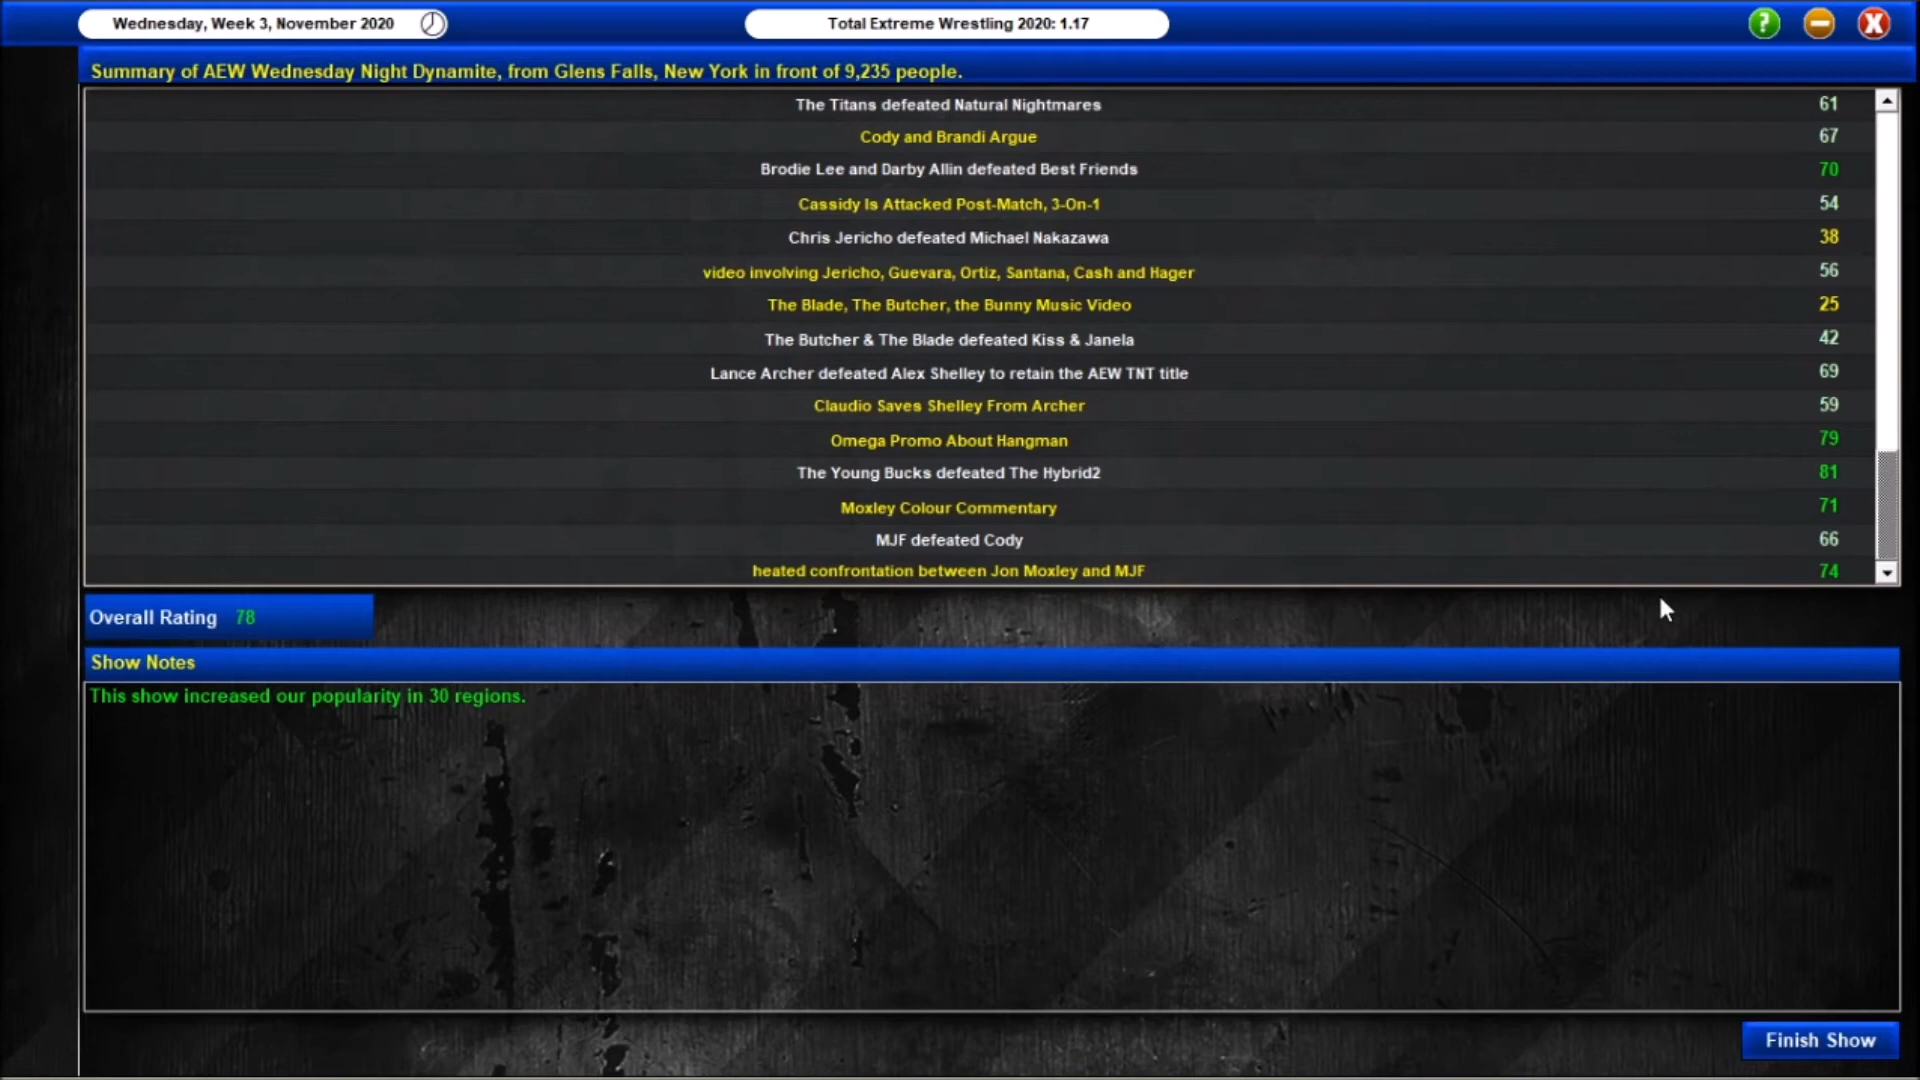 Wednesday, Week 3, November 2020
Total Extreme Wrestling 2020: 1.17
?
X
Summary of AEW Wednesday Night Dynamite, from Glens Falls, New York in front of 9,235 people.
The Titans defeated Natural Nightmares 61
Cody and Brandi Argue 67
Brodie Lee and Darby Allin defeated Best Friends 70
Cassidy Is Attacked Post-Match, 3-On-1 54
Chris Jericho defeated Michael Nakazawa 38
video involving Jericho, Guevara, Ortiz, Santana, Cash and Hager 56
The Blade, The Butcher, the Bunny Music Video 25
The Butcher & The Blade defeated Kiss & Janela 42
Lance Archer defeated Alex Shelley to retain the AEW TNT title 69
Claudio Saves Shelley From Archer 59
Omega Promo About Hangman 79
The Young Bucks defeated The Hybrid2 81
Moxley Colour Commentary 71
MJF defeated Cody 66
heated confrontation between Jon Moxley and MJF 74
Overall Rating 78
Show Notes
This show increased our popularity in 30 regions.
Finish Show